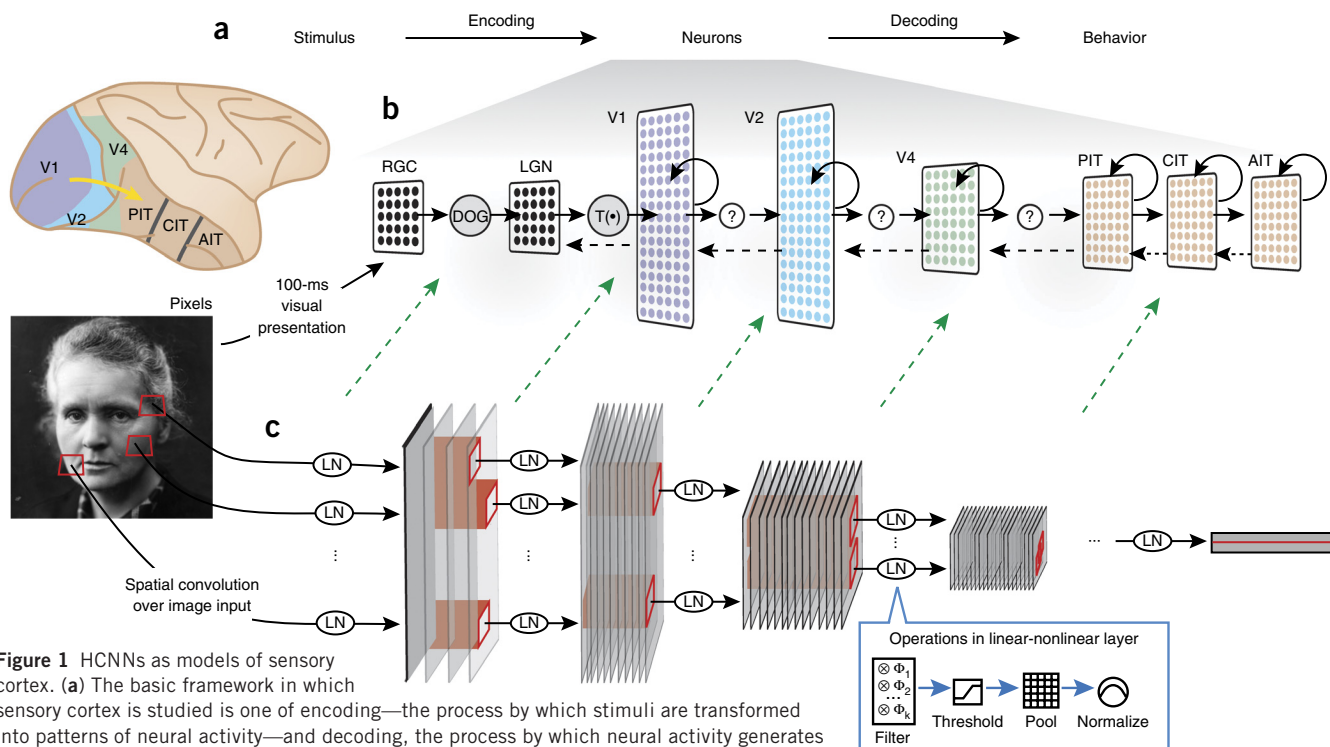 a
Stimulus
Encoding
Neurons
Decoding
Behavior
b
V1
V2
V4
PIT
CIT
AIT
RGC
DOG
LGN
T(•)
V1
?
V2
?
V4
?
PIT
CIT
AIT
Pixels
100-ms
visual
presentation
c
LN
LN
LN
LN
LN
LN
LN
LN
LN
LN
...
LN
⋮
⋮
⋮
⋮
Spatial convolution
over image input
Operations in linear-nonlinear layer
⊗ Φ1
⊗ Φ2
...
⊗ Φk
Filter
Threshold
Pool
Normalize
Figure 1 HCNNs as models of sensory
cortex. (a) The basic framework in which
sensory cortex is studied is one of encoding—the process by which stimuli are transformed
into patterns of neural activity—and decoding, the process by which neural activity generates